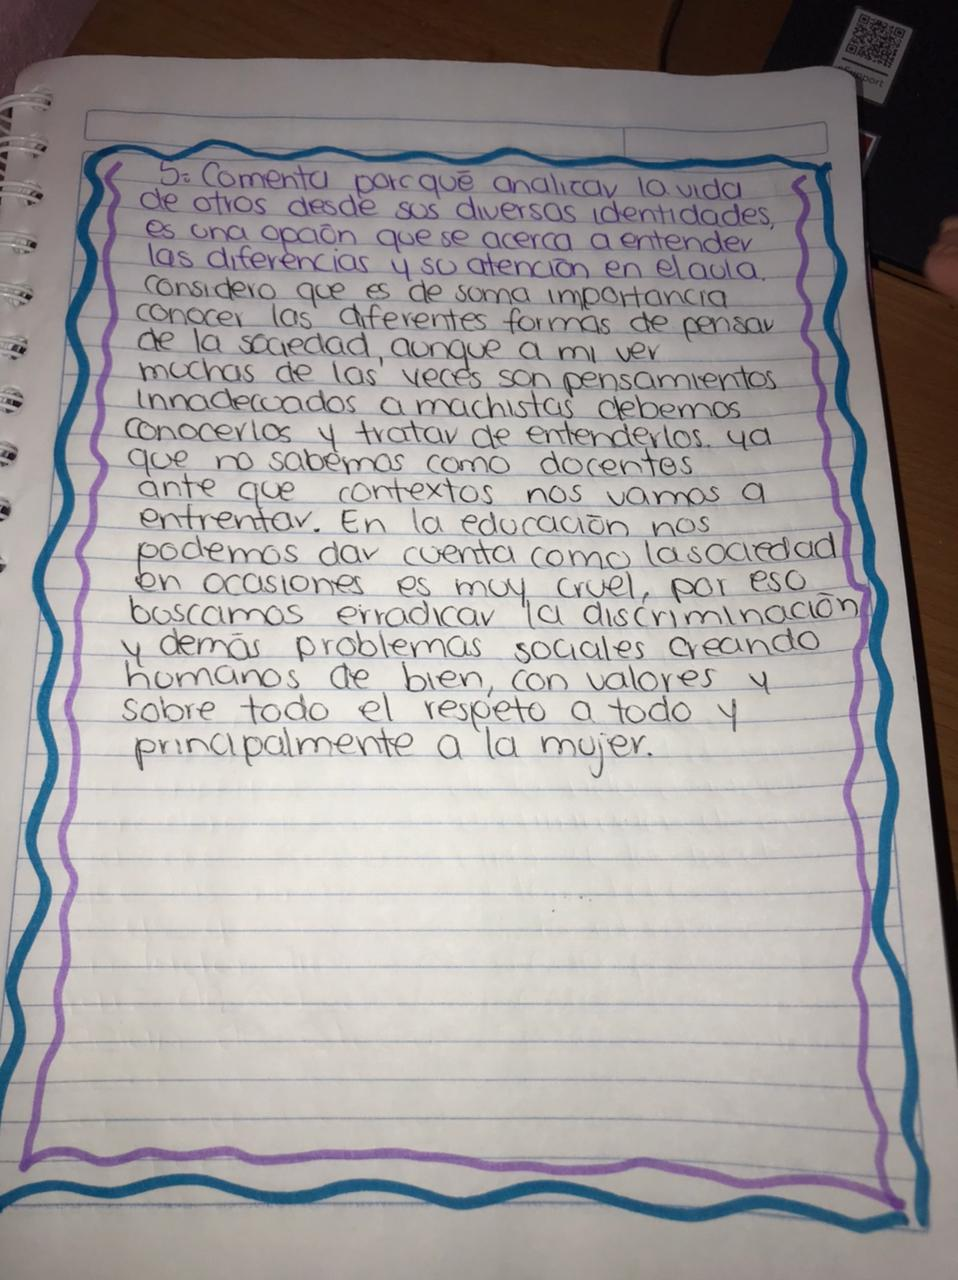 5. Comenta porqué analizar la vida
de otros desde sus diversas identidades,
es una opción que se acerca a entender
las diferencias y su atención en el aula.
considero que es de suma importancia
conocer las diferentes formas de pensar
de la sociedad, aunque a mi ver
muchas de las veces son pensamientos
innadecuados a machistas debemos
conocerlos y tratar de entenderlos. ya
que no sabemos como docentes
ante que contextos nos vamos a
enfrentar. En la educación nos
podemos dar cuenta como la sociedad
en ocasiones es muy cruel, por eso
buscamos erradicar la discriminación
y demás problemas sociales creando
humanos de bien, con valores y
sobre todo el respeto a todo y
principalmente a la mujer.